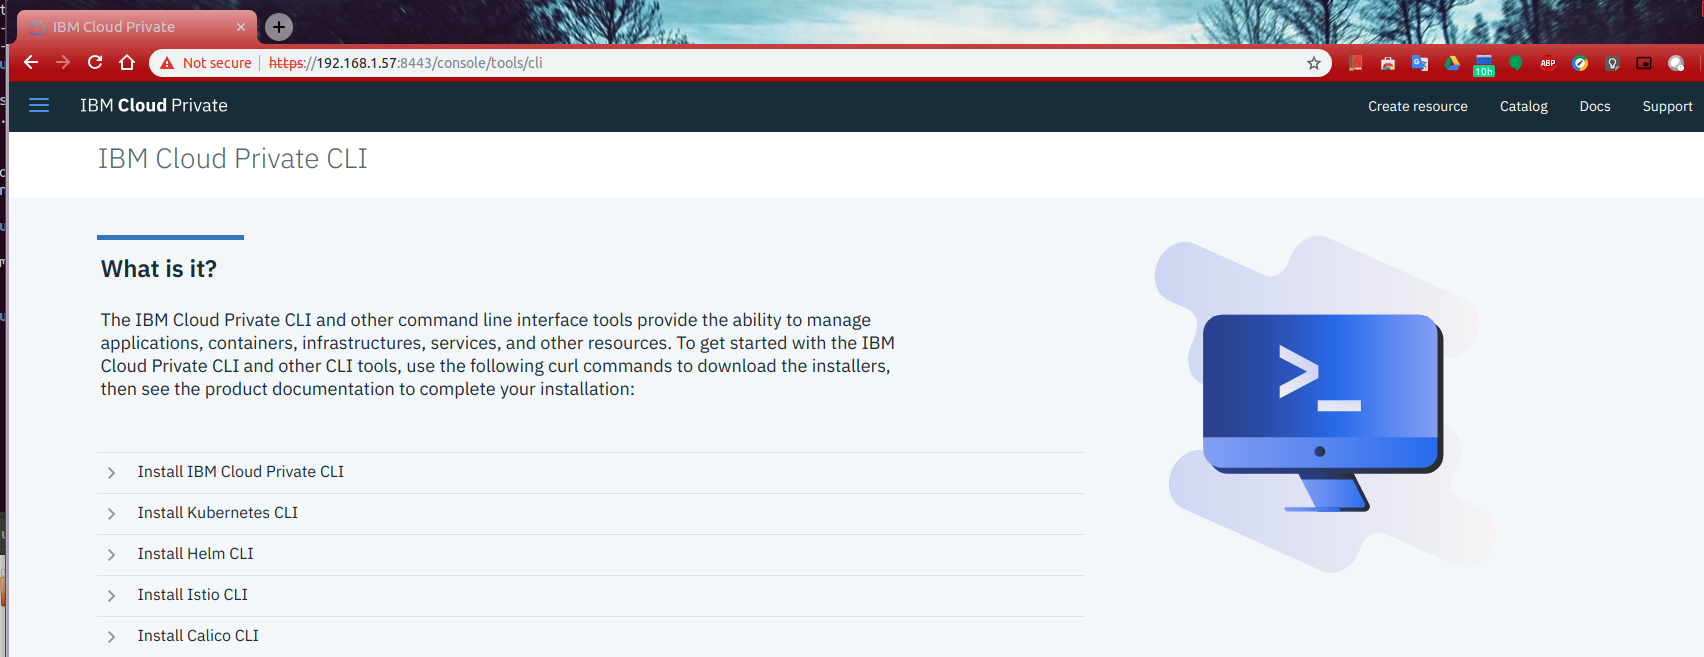 IBM Cloud Private
Not secure https://192.168.1.57:8443/console/tools/cli
10h
ABP
IBM Cloud Private
Create resource Catalog Docs Support
IBM Cloud Private CLI
What is it?
The IBM Cloud Private CLI and other command line interface tools provide the ability to manage
applications, containers, infrastructures, services, and other resources. To get started with the IBM
Cloud Private CLI and other CLI tools, use the following curl commands to download the installers,
then see the product documentation to complete your installation:
>_
Install IBM Cloud Private CLI
Install Kubernetes CLI
Install Helm CLI
Install Istio CLI
Install Calico CLI